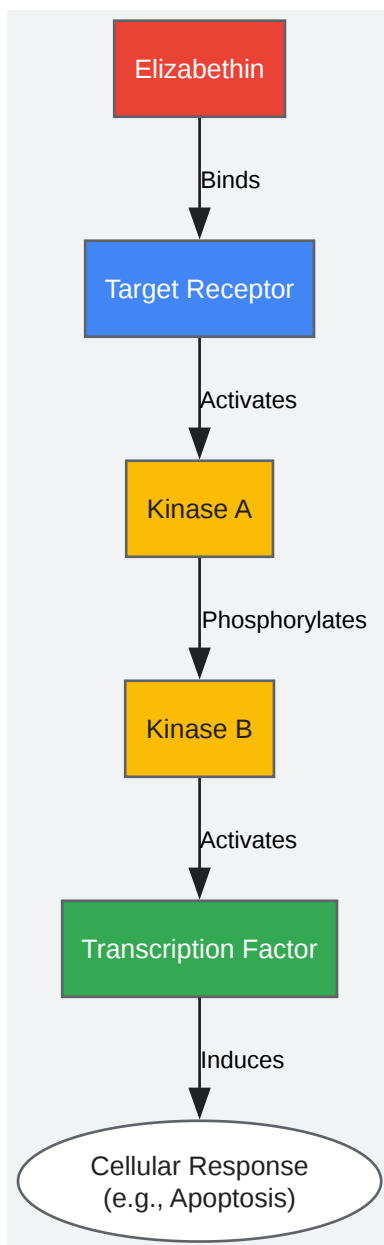 Elizabethin
Binds
Target Receptor
Activates
Kinase A
Phosphorylates
Kinase B
Activates
Transcription Factor
Induces
Cellular Response
(e.g., Apoptosis)